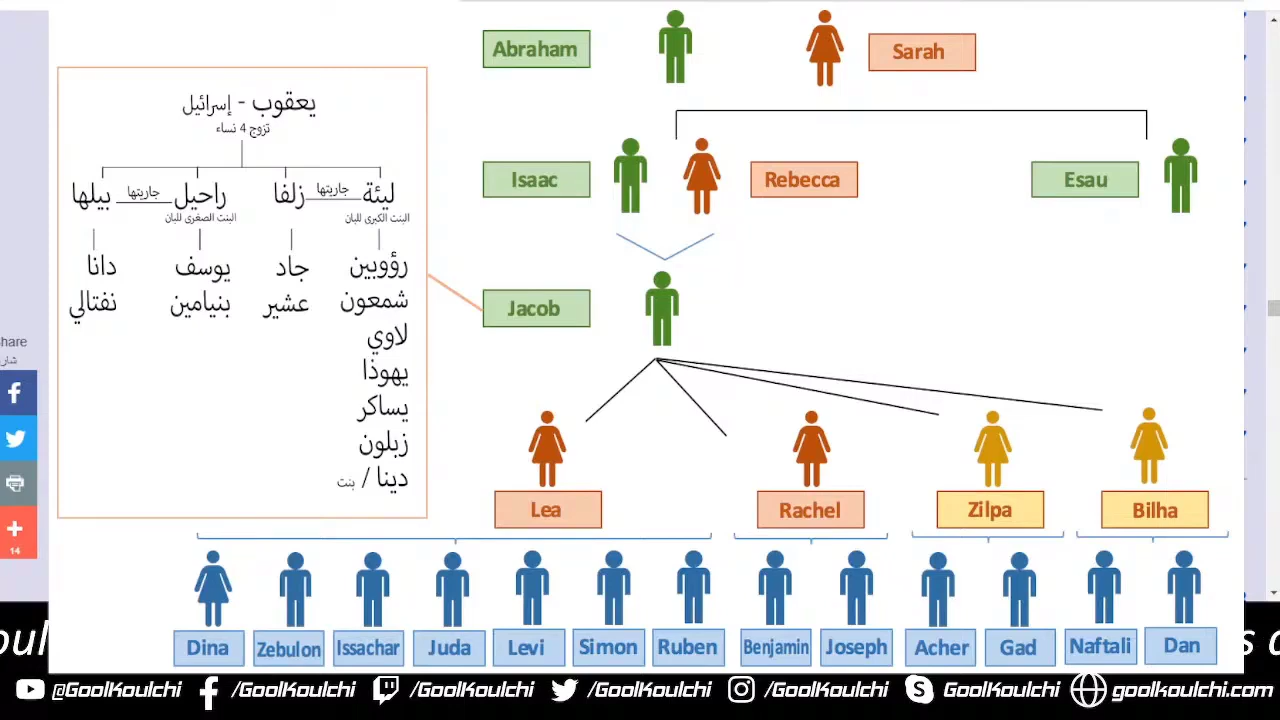 Abraham
Sarah
يعقوب - إسرائيل
تزوج 4 نساء
ليئة جاريتها زلفا راحيل جاريتها بيلها
البنت الكبرى للبان البنت الصغرى للبان
رؤوبين جاد يوسف دانا
شمعون عشير بنيامين نفتالي
لاوي
يهوذا
يساكر
زبلون
دينا / بنت
Isaac
Rebecca
Esau
Jacob
Lea
Rachel
Zilpa
Bilha
Dina
Zebulon
Issachar
Juda
Levi
Simon
Ruben
Benjamin
Joseph
Acher
Gad
Naftali
Dan
14
@GoolKoulchi /GoolKoulchi /GoolKoulchi /GoolKoulchi /GoolKoulchi GoolKoulchi goolkoulchi.com